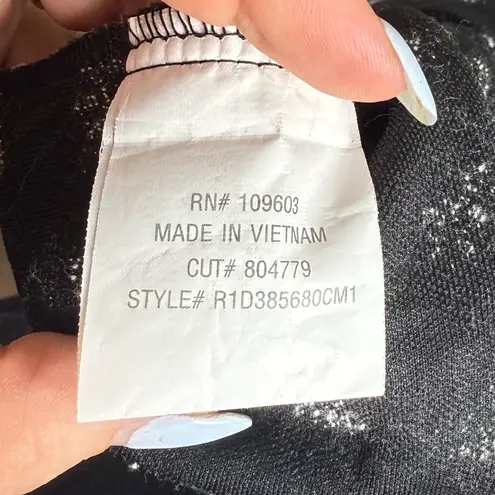 RN# 109603
MADE IN VIETNAM
CUT# 804779
STYLE# R1D385680CM1